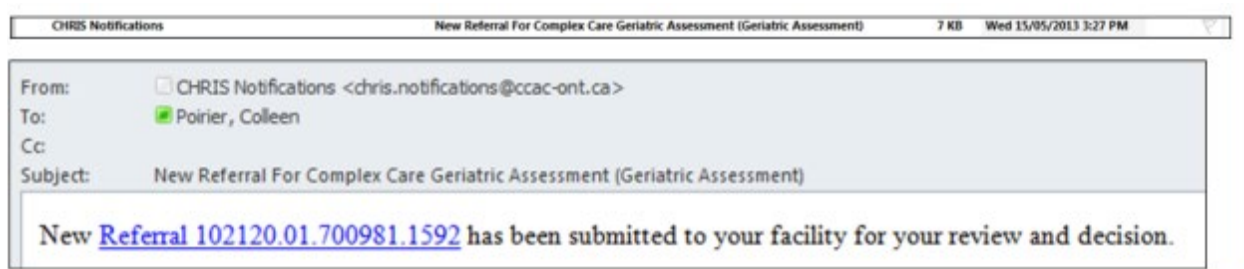 CHRIS Notifications New Referral For Complex Care Geriatric Assessment (Geriatric Assessment) 7 KB Wed 15/05/2013 3:27 PM
From: CHRIS Notifications <chris.notifications@ccac-ont.ca>
To: Poirier, Colleen
Cc:
Subject: New Referral For Complex Care Geriatric Assessment (Geriatric Assessment)
New Referral 102120.01.700981.1592 has been submitted to your facility for your review and decision.